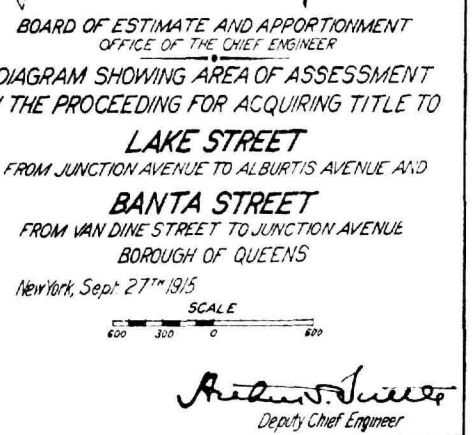 BOARD OF ESTIMATE AND APPORTIONMENT
OFFICE OF THE CHIEF ENGINEER
DIAGRAM SHOWING AREA OF ASSESSMENT
THE PROCEEDING FOR ACQUIRING TITLE TO
LAKE STREET
FROM JUNCTION AVENUE TO ALBURTIS AVENUE AND
BANTA STREET
FROM VAN DINE STREET TO JUNCTION AVENUE
BOROUGH OF QUEENS
New York, Sept. 27TH 1915
SCALE
600 300 0 600
Deputy Chief Engineer